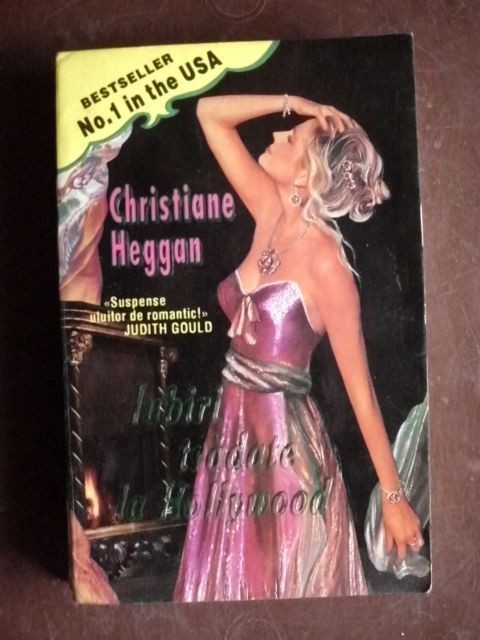 BESTSELLER
No.1 in the USA
Christiane
Heggan
«Suspense
uluitor de romantic!»
JUDITH GOULD
Iubiri
trădate
la Hollywood